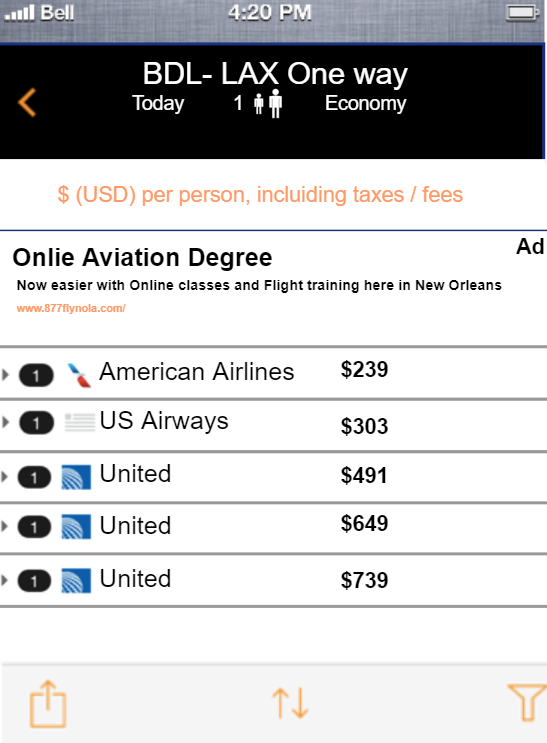 Bell 4:20 PM
BDL- LAX One way
Today 1 Economy
$ (USD) per person, incluiding taxes / fees
Ad
Onlie Aviation Degree
Now easier with Online classes and Flight training here in New Orleans
www.877flynola.com/
1 American Airlines $239
1 US Airways $303
1 United $491
1 United $649
1 United $739